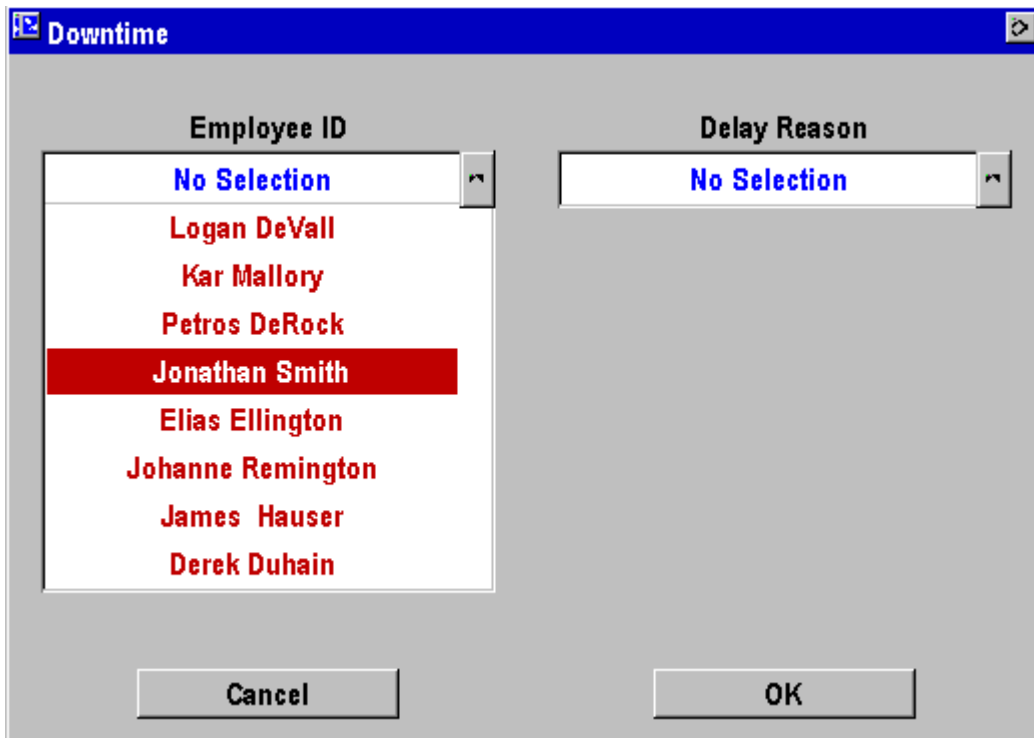 Downtime
Employee ID
Delay Reason
No Selection
No Selection
Logan DeVall
Kar Mallory
Petros DeRock
Jonathan Smith
Elias Ellington
Johanne Remington
James  Hauser
Derek Duhain
Cancel
OK